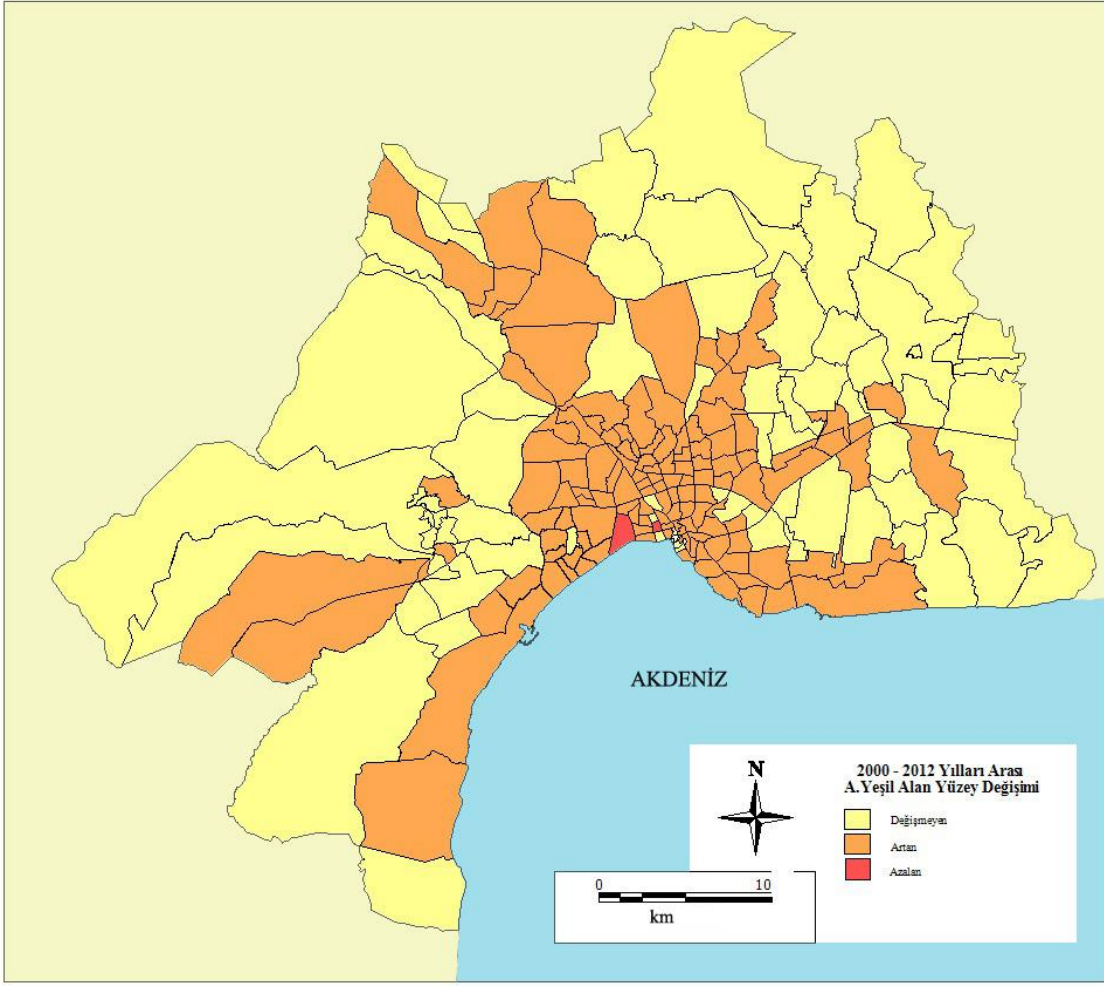 AKDENİZ
N
2000 - 2012 Yılları Arası
A.Yeşil Alan Yüzey Değişimi
Değişmeyen
Artan
Azalan
0 10
km